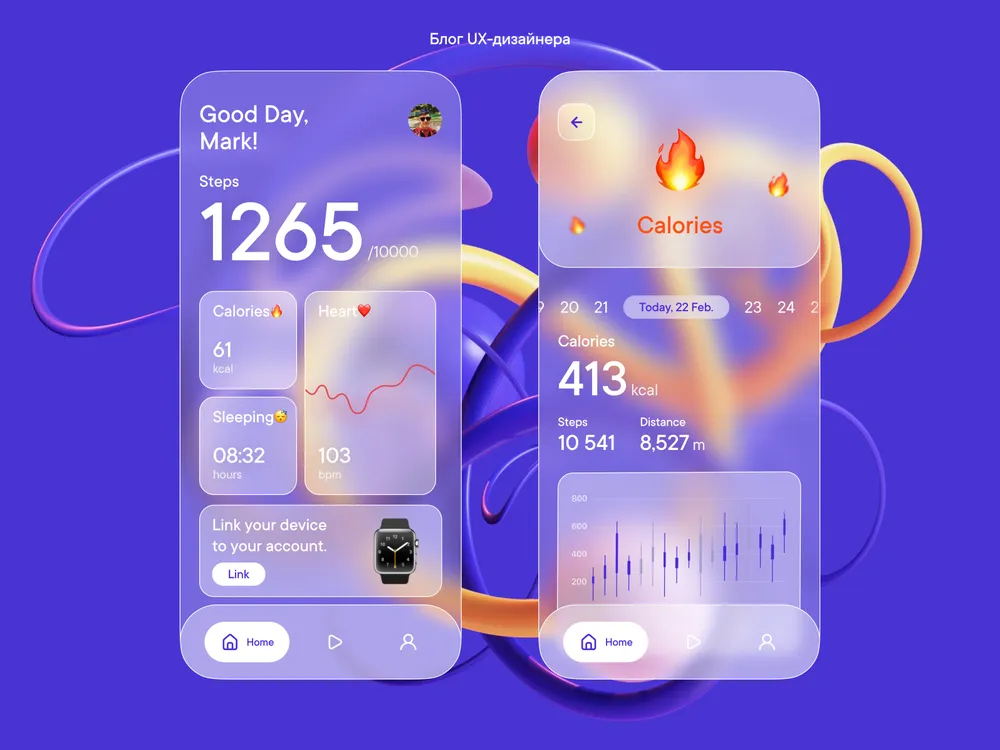 Блог UX-дизайнера
Good Day,
Mark!
Steps
1265 /10000
Calories🔥
61
kcal
Heart❤️
103
bpm
Sleeping😴
08:32
hours
Link your device
to your account.
Link
Home
Calories
20 21 Today, 22 Feb. 23 24 2
Calories
413 kcal
Steps
10 541
Distance
8,527 m
800
600
400
200
Home